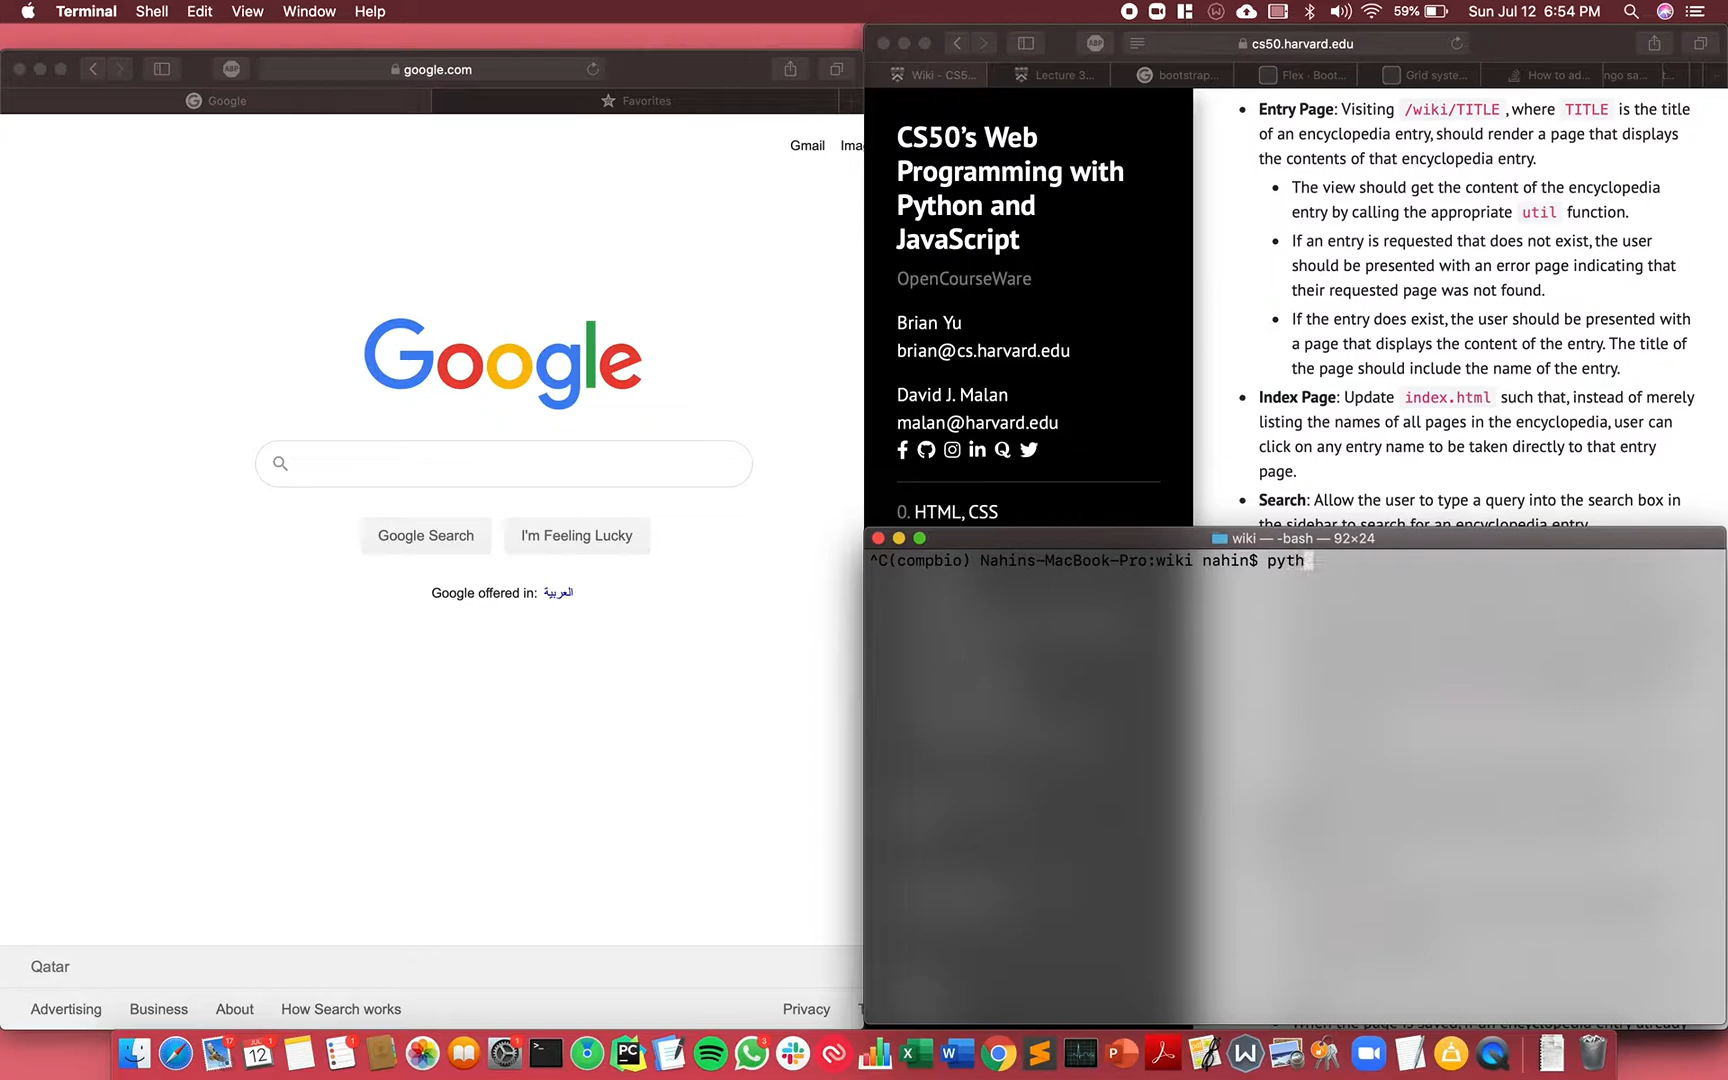 Terminal Shell Edit View Window Help
59% Sun Jul 12 6:54 PM
google.com
Google
Favorites
Gmail
Google
Google Search
I'm Feeling Lucky
Google offered in: العربية
Qatar
Advertising Business About How Search works
Privacy
cs50.harvard.edu
Wiki - CS5...
Lecture 3...
bootstrap...
Flex · Boot...
Grid syste...
How to ad...
ABP
ABP
CS50’s Web
Programming with
Python and
JavaScript
OpenCourseWare
Brian Yu
brian@cs.harvard.edu
David J. Malan
malan@harvard.edu
0. HTML, CSS
Entry Page: Visiting /wiki/TITLE , where TITLE is the title
of an encyclopedia entry, should render a page that displays
the contents of that encyclopedia entry.
The view should get the content of the encyclopedia
entry by calling the appropriate util function.
If an entry is requested that does not exist, the user
should be presented with an error page indicating that
their requested page was not found.
If the entry does exist, the user should be presented with
a page that displays the content of the entry. The title of
the page should include the name of the entry.
Index Page: Update index.html such that, instead of merely
listing the names of all pages in the encyclopedia, user can
click on any entry name to be taken directly to that entry
page.
Search: Allow the user to type a query into the search box in
the sidebar to search for an encyclopedia entry
wiki — -bash — 92×24
^C(compbio) Nahins-MacBook-Pro:wiki nahin$ pyth